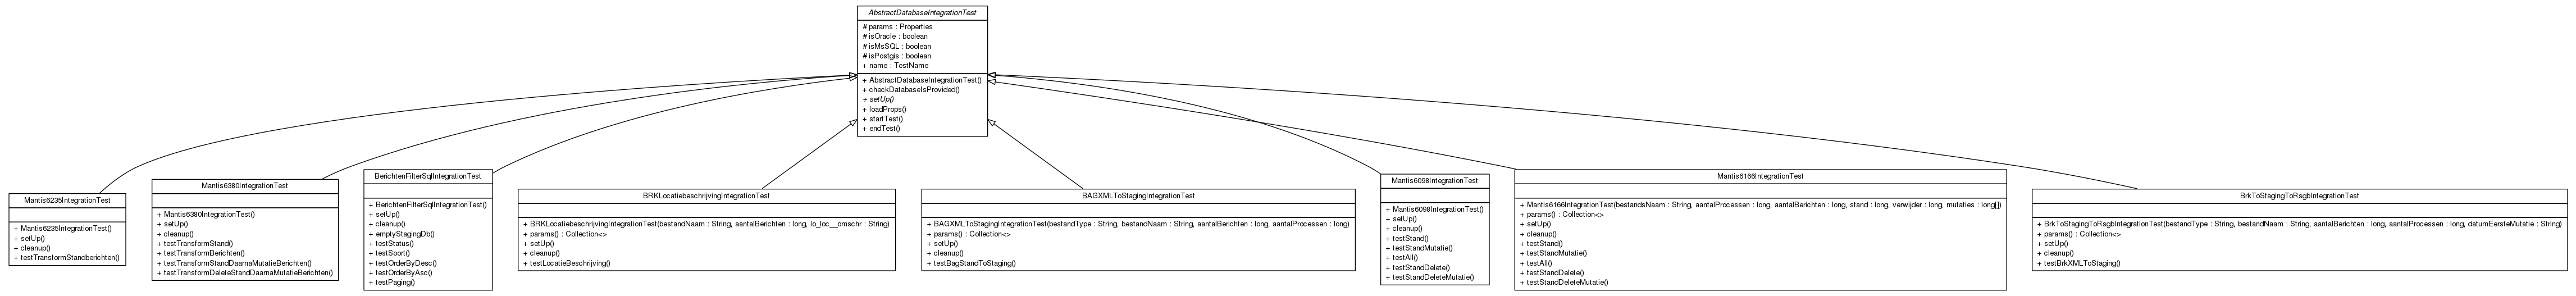 AbstractDatabaseIntegrationTest
# params : Properties
# isOracle : boolean
# isMsSQL : boolean
# isPostgis : boolean
+ name : TestName
+ AbstractDatabaseIntegrationTest()
+ checkDatabaseIsProvided()
+ setUp()
+ loadProps()
+ startTest()
+ endTest()
Mantis6235IntegrationTest
+ Mantis6235IntegrationTest()
+ setUp()
+ cleanup()
+ testTransformStandberichten()
Mantis6380IntegrationTest
+ Mantis6380IntegrationTest()
+ setUp()
+ cleanup()
+ testTransformStand()
+ testTransformBerichten()
+ testTransformStandDaarnaMutatieBerichten()
+ testTransformDeleteStandDaarnaMutatieBerichten()
BerichtenFilterSqlIntegrationTest
+ BerichtenFilterSqlIntegrationTest()
+ setUp()
+ cleanup()
+ emptyStagingDb()
+ testStatus()
+ testSoort()
+ testOrderByDesc()
+ testOrderByAsc()
+ testPaging()
BRKLocatiebeschrijvingIntegrationTest
+ BRKLocatiebeschrijvingIntegrationTest(bestandNaam : String, aantalBerichten : long, lo_loc__omschr : String)
+ params() : Collection<>
+ setUp()
+ cleanup()
+ testLocatieBeschrijving()
BAGXMLToStagingIntegrationTest
+ BAGXMLToStagingIntegrationTest(bestandType : String, bestandNaam : String, aantalBerichten : long, aantalProcessen : long)
+ params() : Collection<>
+ setUp()
+ cleanup()
+ testBagStandToStaging()
Mantis6098IntegrationTest
+ Mantis6098IntegrationTest()
+ setUp()
+ cleanup()
+ testStand()
+ testStandMutatie()
+ testAll()
+ testStandDelete()
+ testStandDeleteMutatie()
Mantis6166IntegrationTest
+ Mantis6166IntegrationTest(bestandsNaam : String, aantalProcessen : long, aantalBerichten : long, stand : long, verwijder : long, mutaties : long[])
+ params() : Collection<>
+ setUp()
+ cleanup()
+ testStand()
+ testStandMutatie()
+ testAll()
+ testStandDelete()
+ testStandDeleteMutatie()
BrkToStagingToRsgbIntegrationTest
+ BrkToStagingToRsgbIntegrationTest(bestandType : String, bestandNaam : String, aantalBerichten : long, aantalProcessen : long, datumEersteMutatie : String)
+ params() : Collection<>
+ setUp()
+ cleanup()
+ testBrkXMLToStaging()